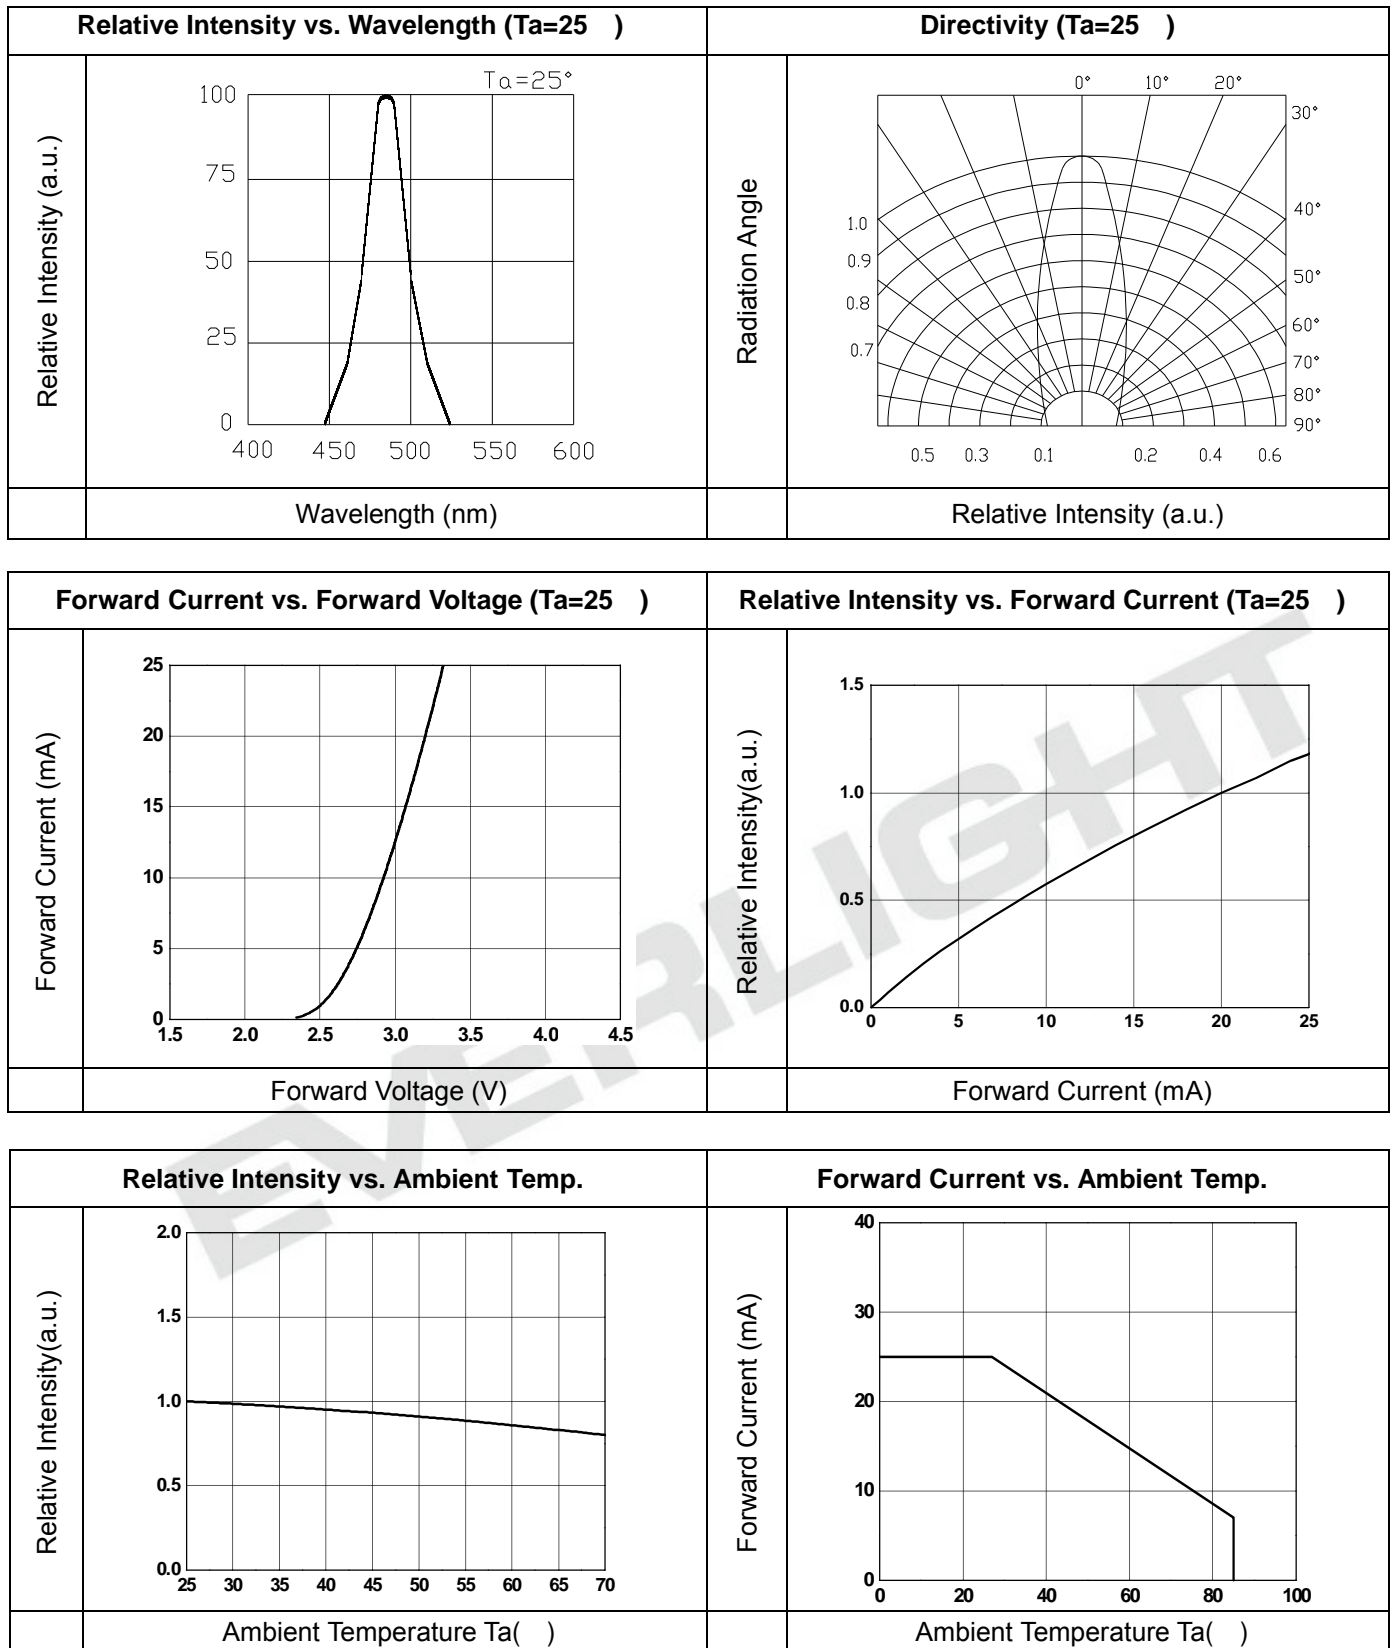 Relative Intensity vs. Wavelength (Ta=25 )
Directivity (Ta=25 )
Relative Intensity (a.u.)
Ta=25°
100
75
50
25
0
400 450 500 550 600
Wavelength (nm)
Radiation Angle
0° 10° 20°
30°
40°
50°
60°
70°
80°
90°
1.0
0.9
0.8
0.7
0.5 0.3 0.1 0.2 0.4 0.6
Relative Intensity (a.u.)
Forward Current vs. Forward Voltage (Ta=25 )
Relative Intensity vs. Forward Current (Ta=25 )
Forward Current (mA)
25
20
15
10
5
0
1.5 2.0 2.5 3.0 3.5 4.0 4.5
Forward Voltage (V)
Relative Intensity(a.u.)
1.5
1.0
0.5
0.0
0 5 10 15 20 25
Forward Current (mA)
EVERLIGHT
Relative Intensity vs. Ambient Temp.
Forward Current vs. Ambient Temp.
Relative Intensity(a.u.)
2.0
1.5
1.0
0.5
0.0
25 30 35 40 45 50 55 60 65 70
Ambient Temperature Ta( )
Forward Current (mA)
40
30
20
10
0
0 20 40 60 80 100
Ambient Temperature Ta( )